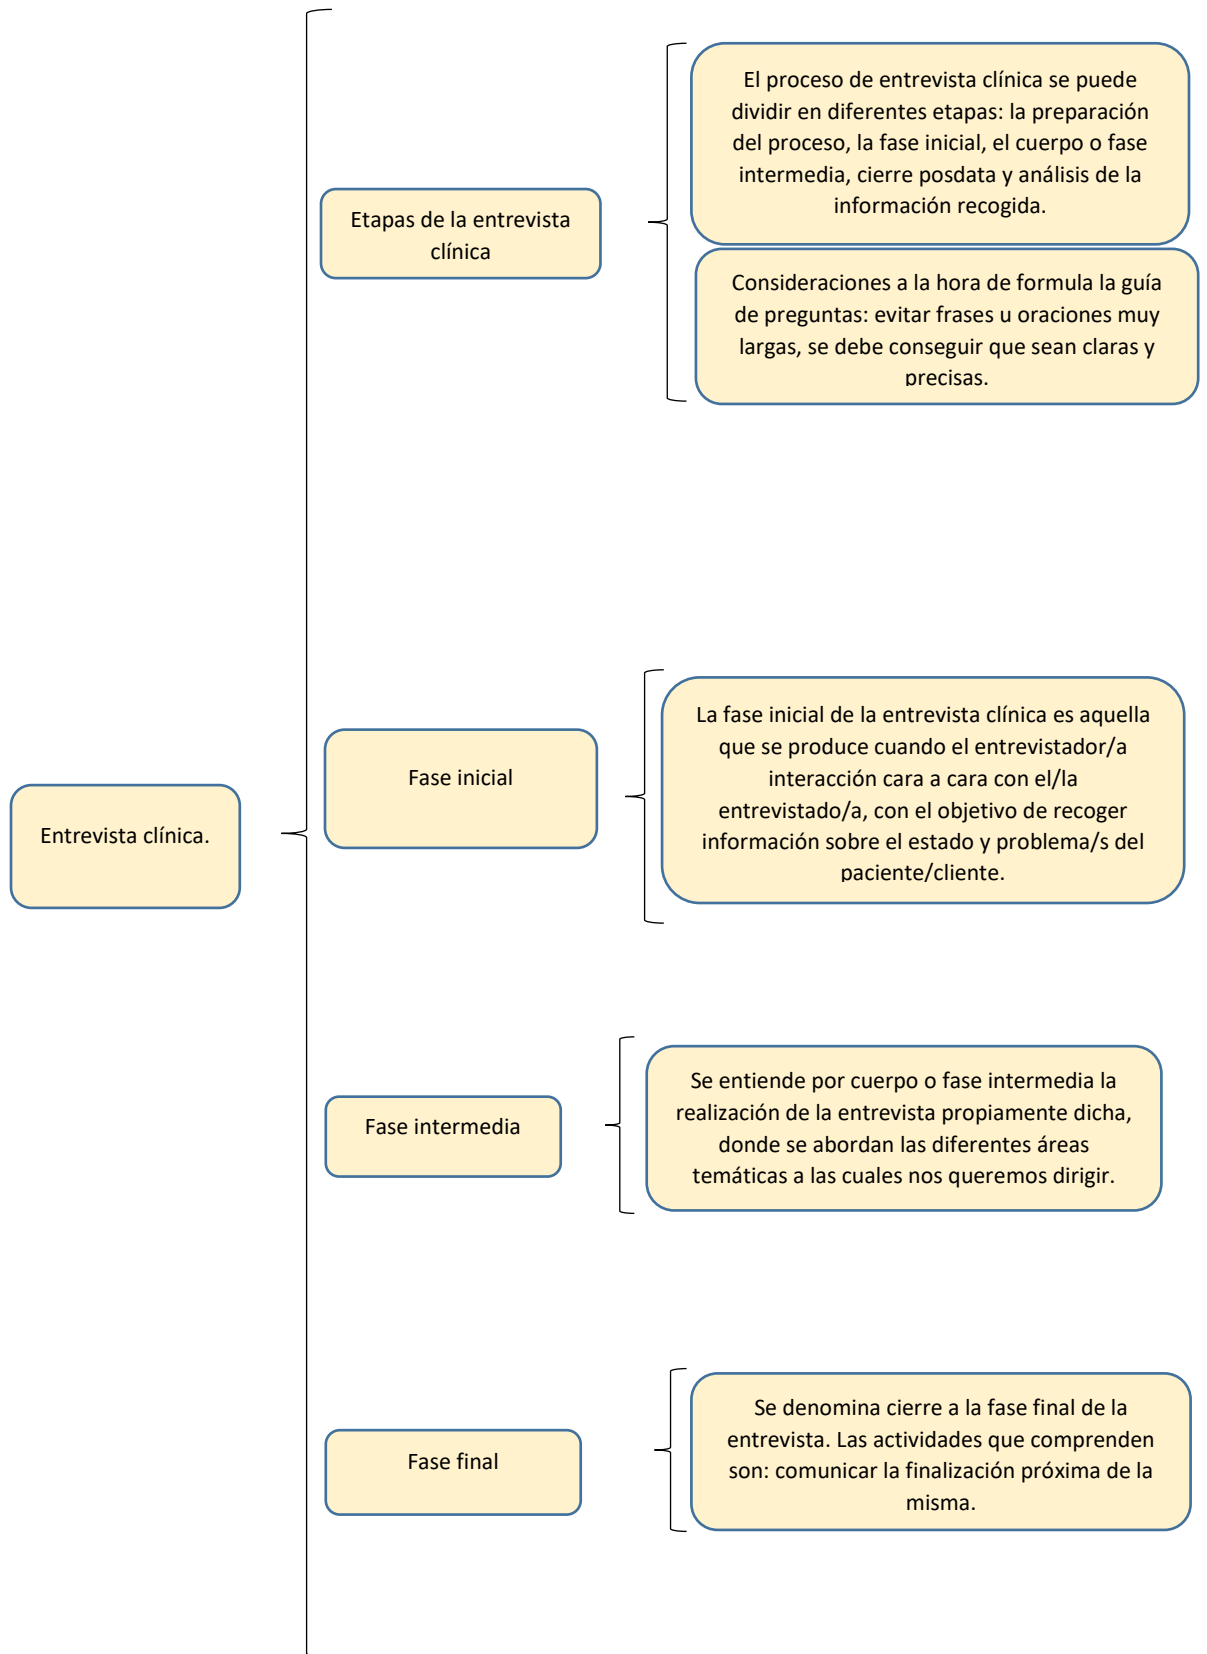 El proceso de entrevista clínica se puede
dividir en diferentes etapas: la preparación
del proceso, la fase inicial, el cuerpo o fase
intermedia, cierre posdata y análisis de la
información recogida.
Etapas de la entrevista
clínica
Consideraciones a la hora de formula la guía
de preguntas: evitar frases u oraciones muy
largas, se debe conseguir que sean claras y
precisas.
Entrevista clínica.
Fase inicial
La fase inicial de la entrevista clínica es aquella
que se produce cuando el entrevistador/a
interacción cara a cara con el/la
entrevistado/a, con el objetivo de recoger
información sobre el estado y problema/s del
paciente/cliente.
Fase intermedia
Se entiende por cuerpo o fase intermedia la
realización de la entrevista propiamente dicha,
donde se abordan las diferentes áreas
temáticas a las cuales nos queremos dirigir.
Fase final
Se denomina cierre a la fase final de la
entrevista. Las actividades que comprenden
son: comunicar la finalización próxima de la
misma.